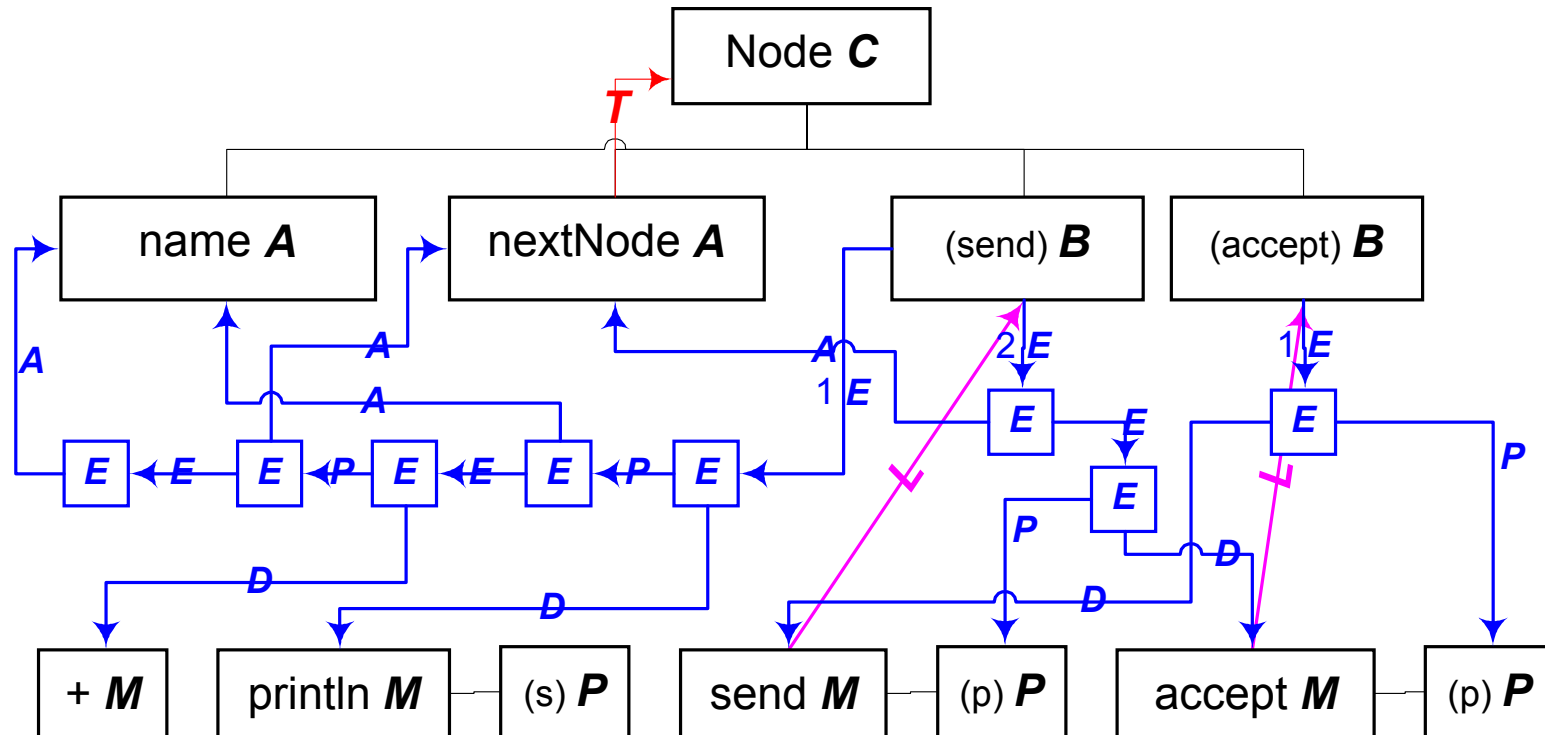 Node C
T
name A
nextNode A
(send) B
(accept) B
A
A
A
A
2 E
1 E
1 E
E
E
E
E
P
E
E
E
P
E
E
E
E
E
P
P
L
L
D
D
D
D
+ M
println M
(s) P
send M
(p) P
accept M
(p) P